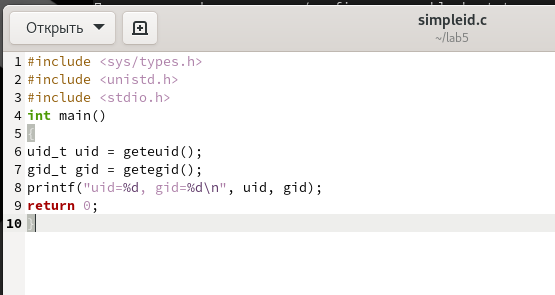 Открыть
simpleid.c
~/lab5
1 #include <sys/types.h>
2 #include <unistd.h>
3 #include <stdio.h>
4 int main()
5 {
6 uid_t uid = geteuid();
7 gid_t gid = getegid();
8 printf("uid=%d, gid=%d\n", uid, gid);
9 return 0;
10 }